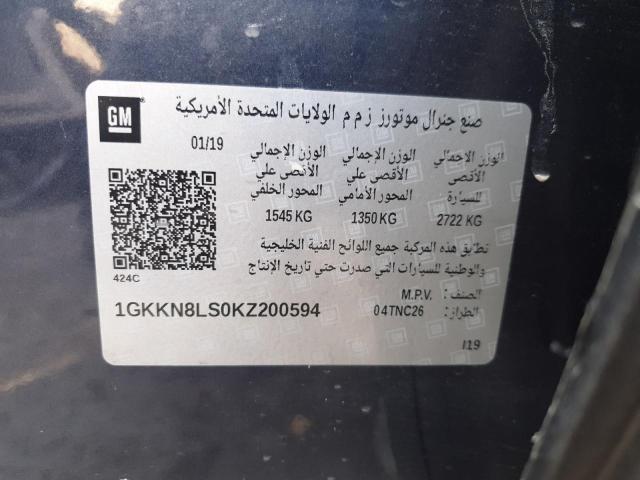 GM
صنع جنرال موتورز ز م م الولايات المتحدة الأمريكية
01/19
الوزن الإجمالي الوزن الإجمالي الوزن الإجمالي
الأقصى الأقصى علي الأقصى علي
للسيارة المحور الأمامي المحور الخلفي
2722 KG 1350 KG 1545 KG
تطابق هذه المركبة جميع اللوائح الفنية الخليجية
والوطنية للسيارات التي صدرت حتي تاريخ الإنتاج
424C
الصنف: M.P.V.
الطراز: 04TNC26
1GKKN8LS0KZ200594
I19